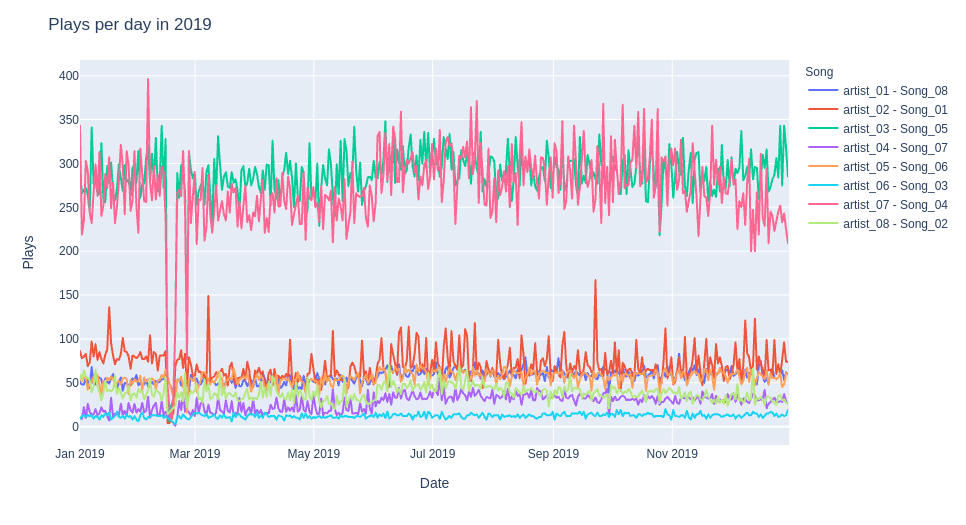 Plays per day in 2019
Plays
400
350
300
250
200
150
100
50
0
Jan 2019
Mar 2019
May 2019
Jul 2019
Sep 2019
Nov 2019
Date
Song
artist_01 - Song_08
artist_02 - Song_01
artist_03 - Song_05
artist_04 - Song_07
artist_05 - Song_06
artist_06 - Song_03
artist_07 - Song_04
artist_08 - Song_02